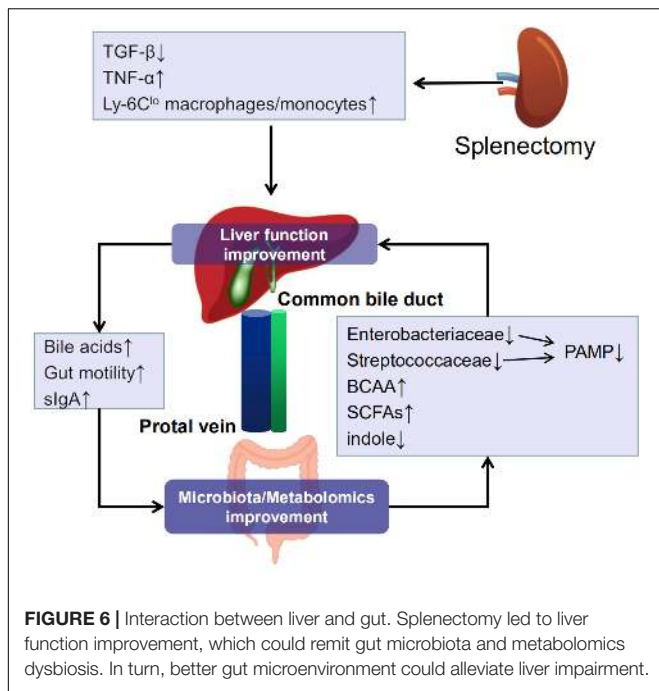 TGF-β↓
TNF-α↑
Ly-6Cˡᵒ macrophages/monocytes↑
Splenectomy
Liver function
improvement
Common bile duct
Bile acids↑
Gut motility↑
sIgA↑
Enterobacteriaceae↓
Streptococcaceae↓
PAMP↓
BCAA↑
SCFAs↑
indole↓
Protal vein
Microbiota/Metabolomics
improvement
FIGURE 6 | Interaction between liver and gut. Splenectomy led to liver
function improvement, which could remit gut microbiota and metabolomics
dysbiosis. In turn, better gut microenvironment could alleviate liver impairment.